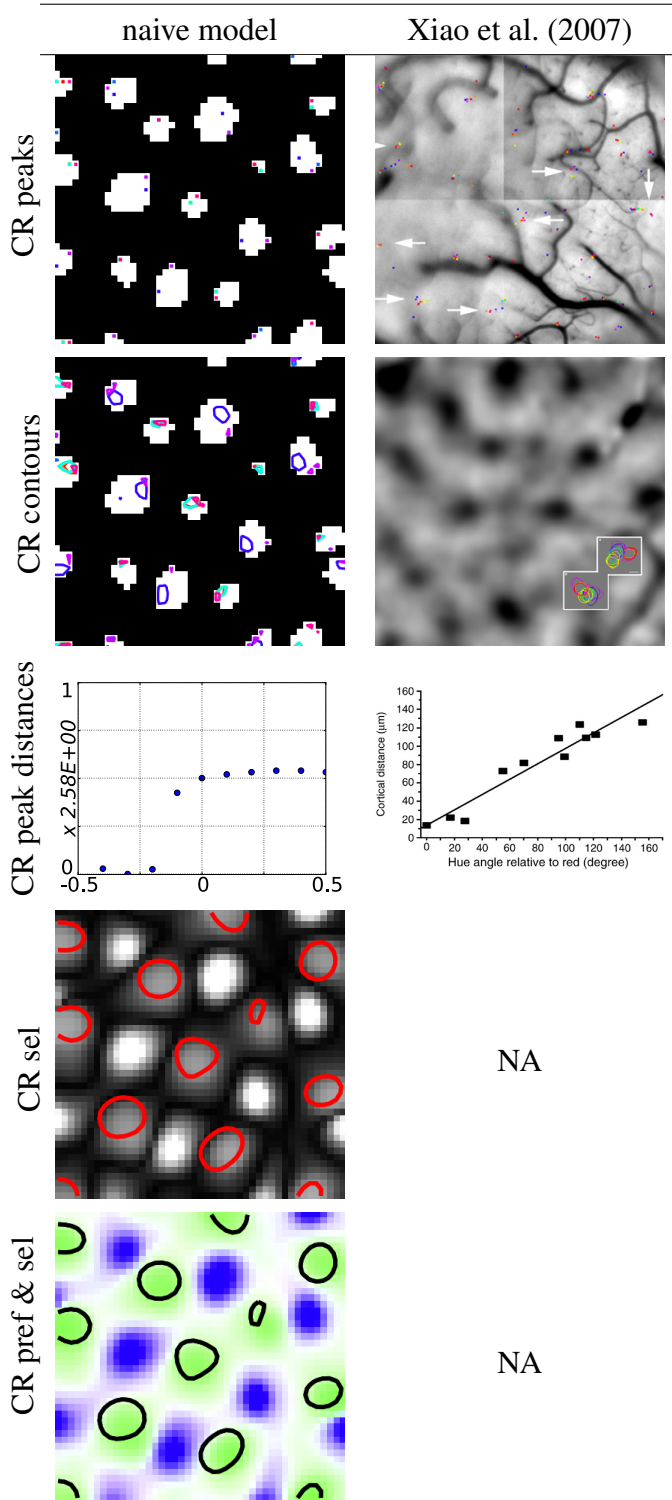 naive model Xiao et al. (2007)
CR peaks
CR contours
CR peak distances
1
x 2.58E+00
0
-0.5 0 0.5
Cortical distance (μm)
160
140
120
100
80
60
40
20
0
0 20 40 60 80 100 120 140 160
Hue angle relative to red (degree)
CR sel
NA
CR pref & sel
NA